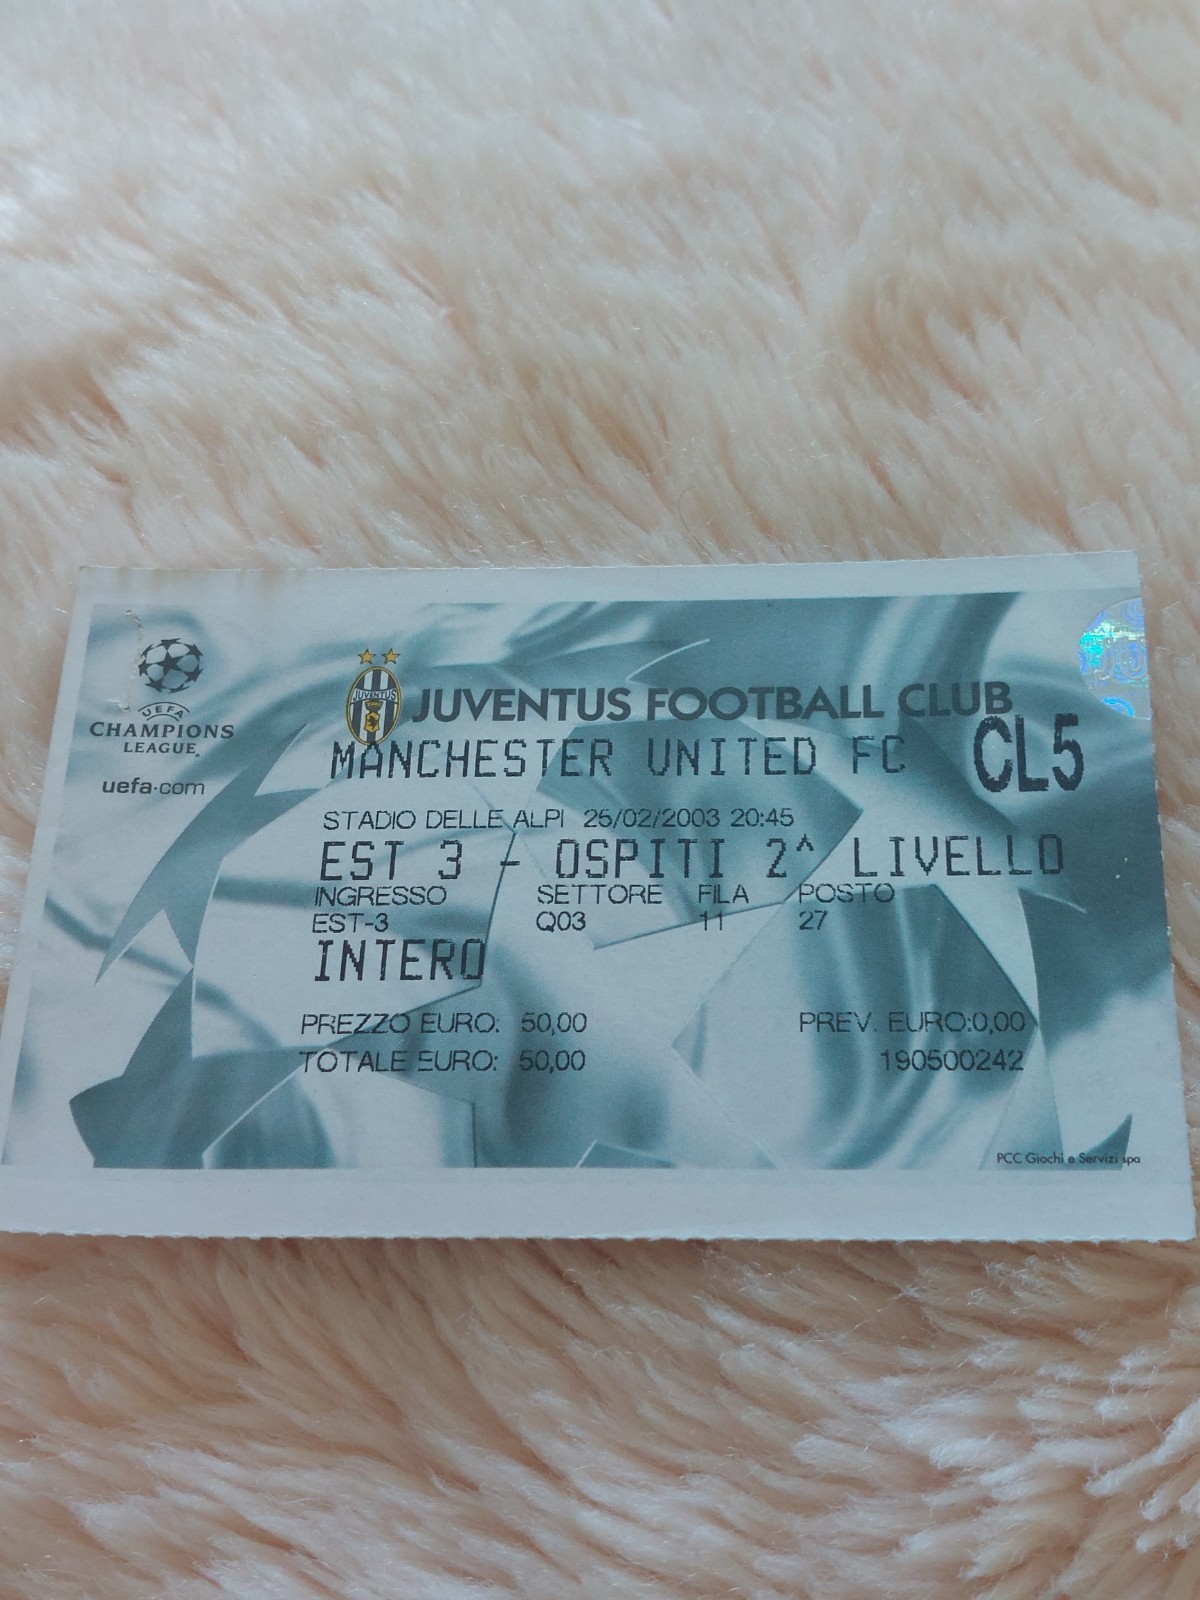 UEFA
CHAMPIONS
LEAGUE
uefa.com
JUVENTUS
JUVENTUS FOOTBALL CLUB
MANCHESTER UNITED FC
CL5
STADIO DELLE ALPI 25/02/2003 20:45
EST 3 - OSPITI 2^ LIVELLO
INGRESSO SETTORE FILA POSTO
EST-3 Q03 11 27
INTERO
PREZZO EURO: 50,00 PREV. EURO:0,00
TOTALE EURO: 50,00 190500242
PCC Giochi e Servizi spa